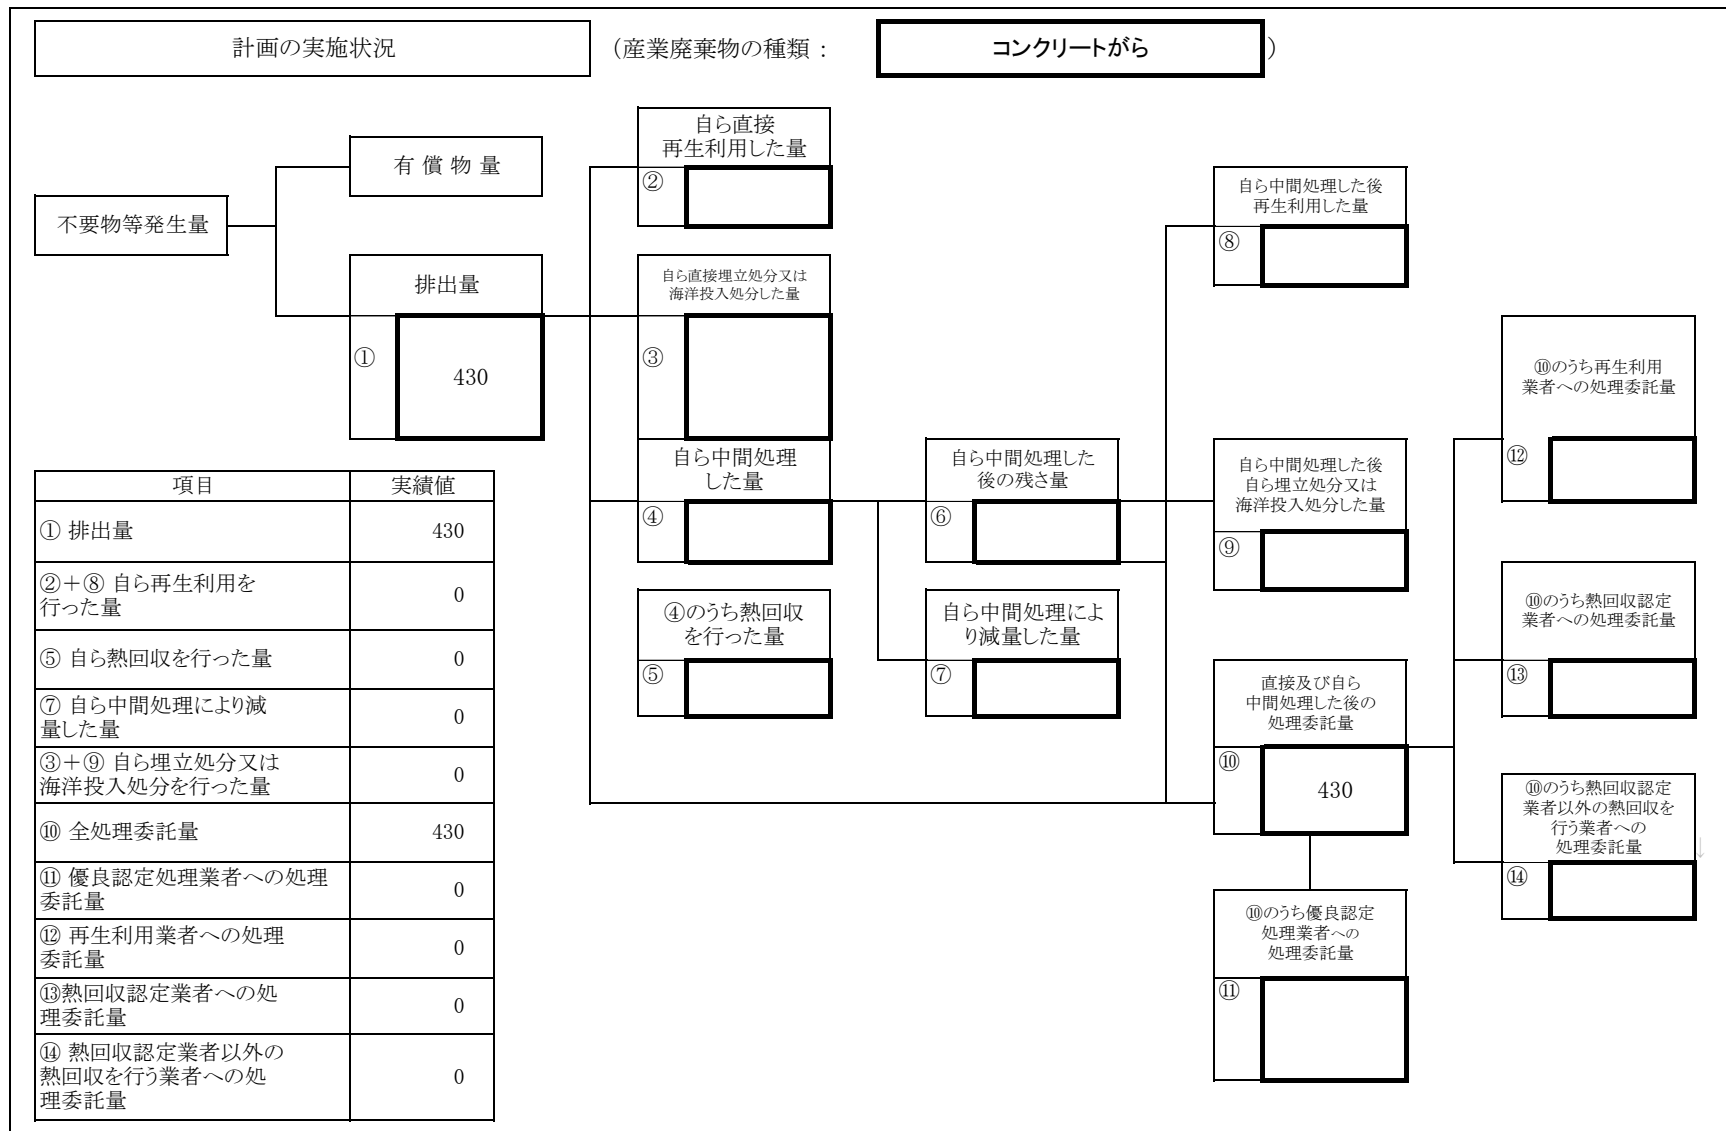 計画の実施状況
（産業廃棄物の種類：
コンクリートがら
）
不要物等発生量
有償物量
排出量
①
430
自ら直接
再生利用した量
②
自ら直接埋立処分又は
海洋投入処分した量
③
自ら中間処理
した量
④
④のうち熱回収
を行った量
⑤
自ら中間処理した
後の残さ量
⑥
自ら中間処理によ
り減量した量
⑦
自ら中間処理した後
再生利用した量
⑧
自ら中間処理した後
自ら埋立処分又は
海洋投入処分した量
⑨
直接及び自ら
中間処理した後の
処理委託量
⑩
430
⑩のうち優良認定
処理業者への
処理委託量
⑪
⑩のうち再生利用
業者への処理委託量
⑫
⑩のうち熱回収認定
業者への処理委託量
⑬
⑩のうち熱回収認定
業者以外の熱回収を
行う業者への
処理委託量
↓
⑭
項目 実績値
① 排出量 430
②＋⑧ 自ら再生利用を
行った量 0
⑤ 自ら熱回収を行った量 0
⑦ 自ら中間処理により減
量した量 0
③＋⑨ 自ら埋立処分又は
海洋投入処分を行った量 0
⑩ 全処理委託量 430
⑪ 優良認定処理業者への処理
委託量 0
⑫ 再生利用業者への処理
委託量 0
⑬熱回収認定業者への処
理委託量 0
⑭ 熱回収認定業者以外の
熱回収を行う業者への処
理委託量 0